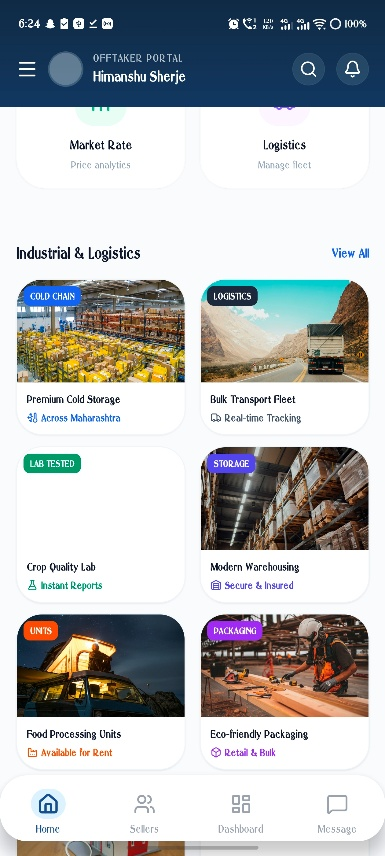 6:24
100%
OFFTAKER PORTAL
Himanshu Sherje
Market Rate
Price analytics
Logistics
Manage fleet
Industrial & Logistics
View All
COLD CHAIN
Premium Cold Storage
Across Maharashtra
LOGISTICS
Bulk Transport Fleet
Real-time Tracking
LAB TESTED
Crop Quality Lab
Instant Reports
STORAGE
Modern Warehousing
Secure & Insured
UNITS
Food Processing Units
Available for Rent
PACKAGING
Eco-friendly Packaging
Retail & Bulk
Home
Sellers
Dashboard
Message